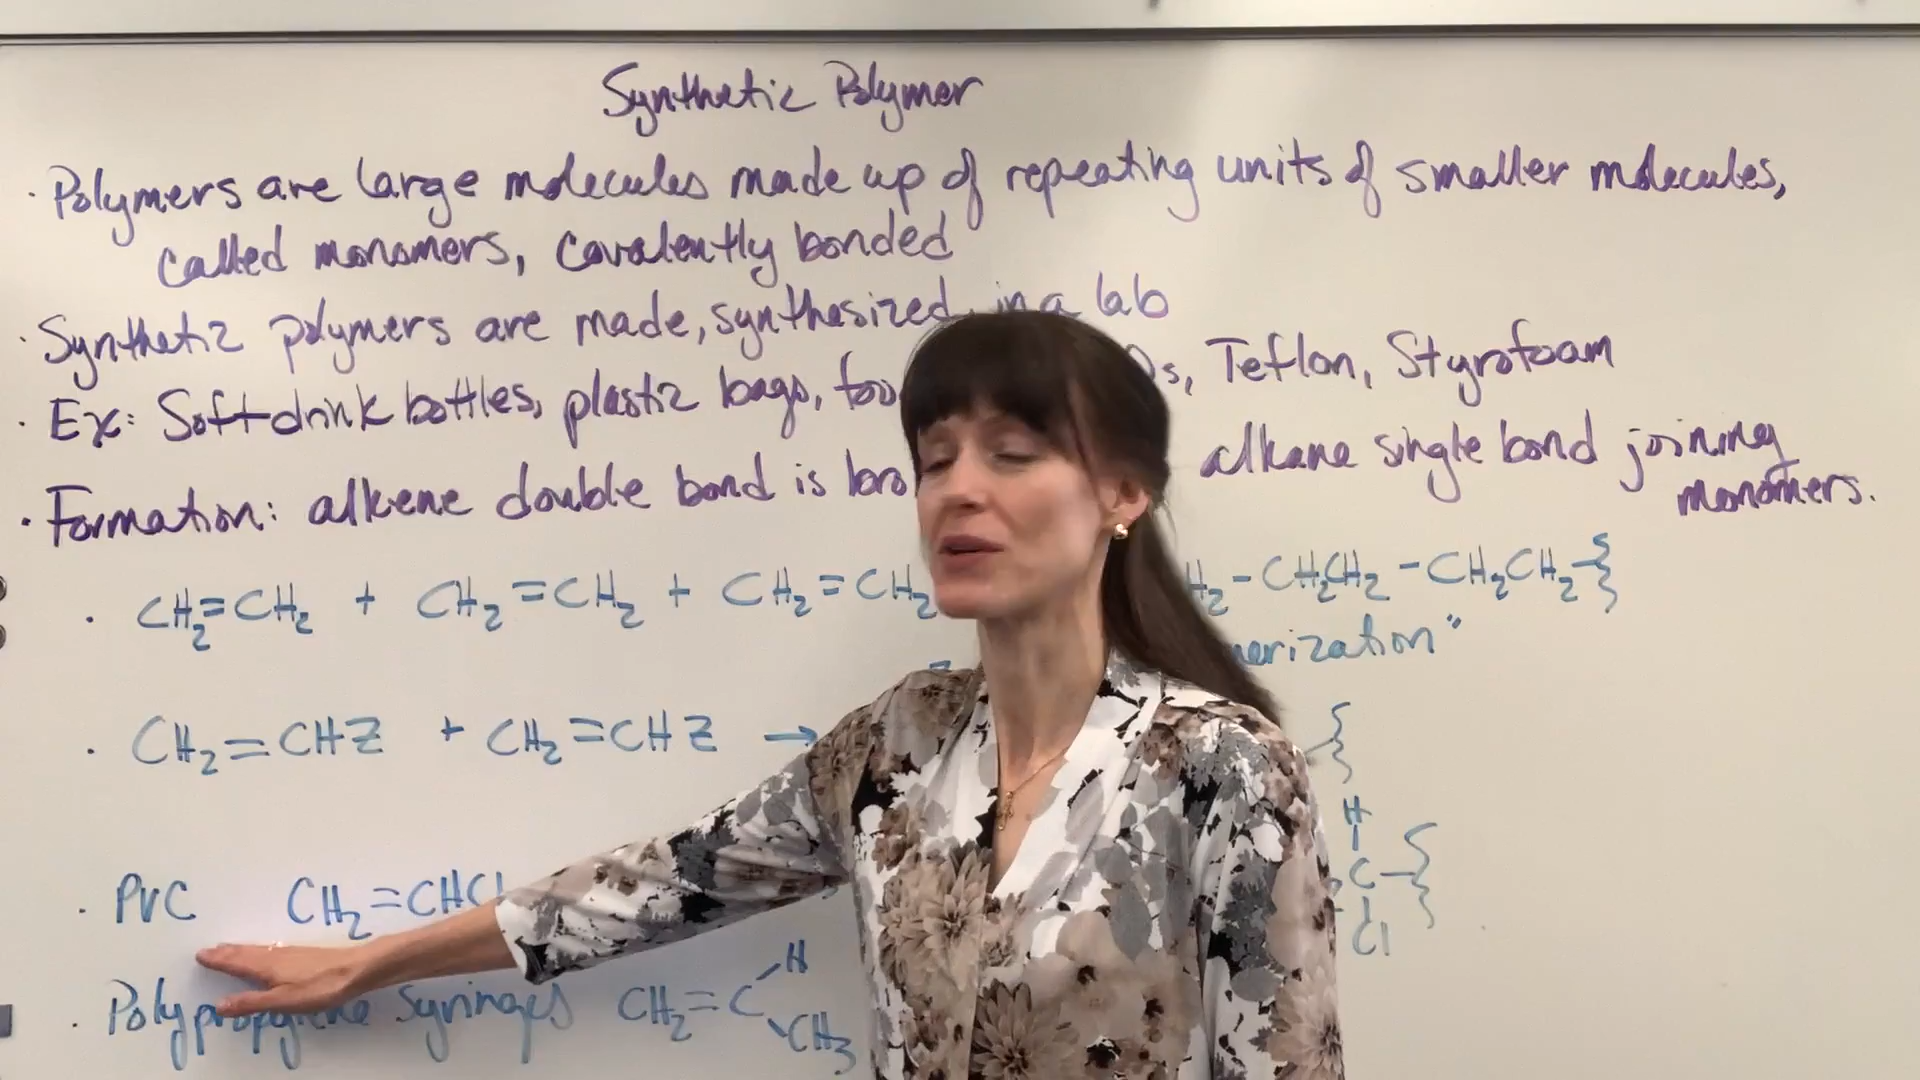 Synthetic Polymer
· Polymers are large molecules made up of repeating units of smaller molecules,
called monomers, covalently bonded
· Synthetic polymers are made, synthesized in a lab
· Ex: Soft drink bottles, plastic bags, Teflon, Styrofoam
· Formation: alkene double bond is alkane single bond joining
monomers.
· CH2=CH2 + CH2=CH2 + CH2=CH2 H2-CH2CH2-CH2CH2-
merization"
· CH2=CHZ + CH2=CHZ →
H
· PVC CH2=CHCl C
Cl
H
· Polypropylene Syringes CH2=C
CH3